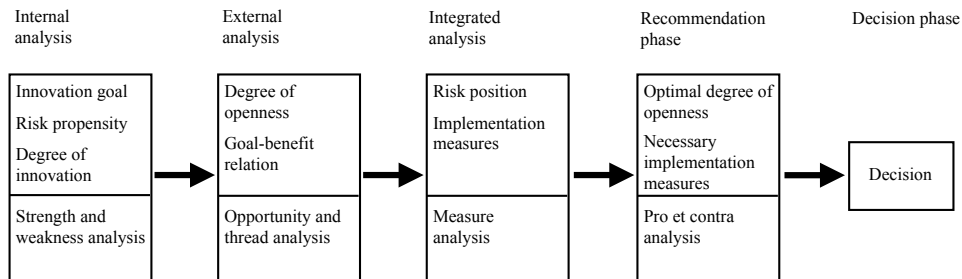 Internal
analysis
External
analysis
Integrated
analysis
Recommendation
phase
Decision phase
Innovation goal
Risk propensity
Degree of
innovation
Strength and
weakness analysis
Degree of
openness
Goal-benefit
relation
Opportunity and
thread analysis
Risk position
Implementation
measures
Measure
analysis
Optimal degree of
openness
Necessary
implementation
measures
Pro et contra
analysis
Decision